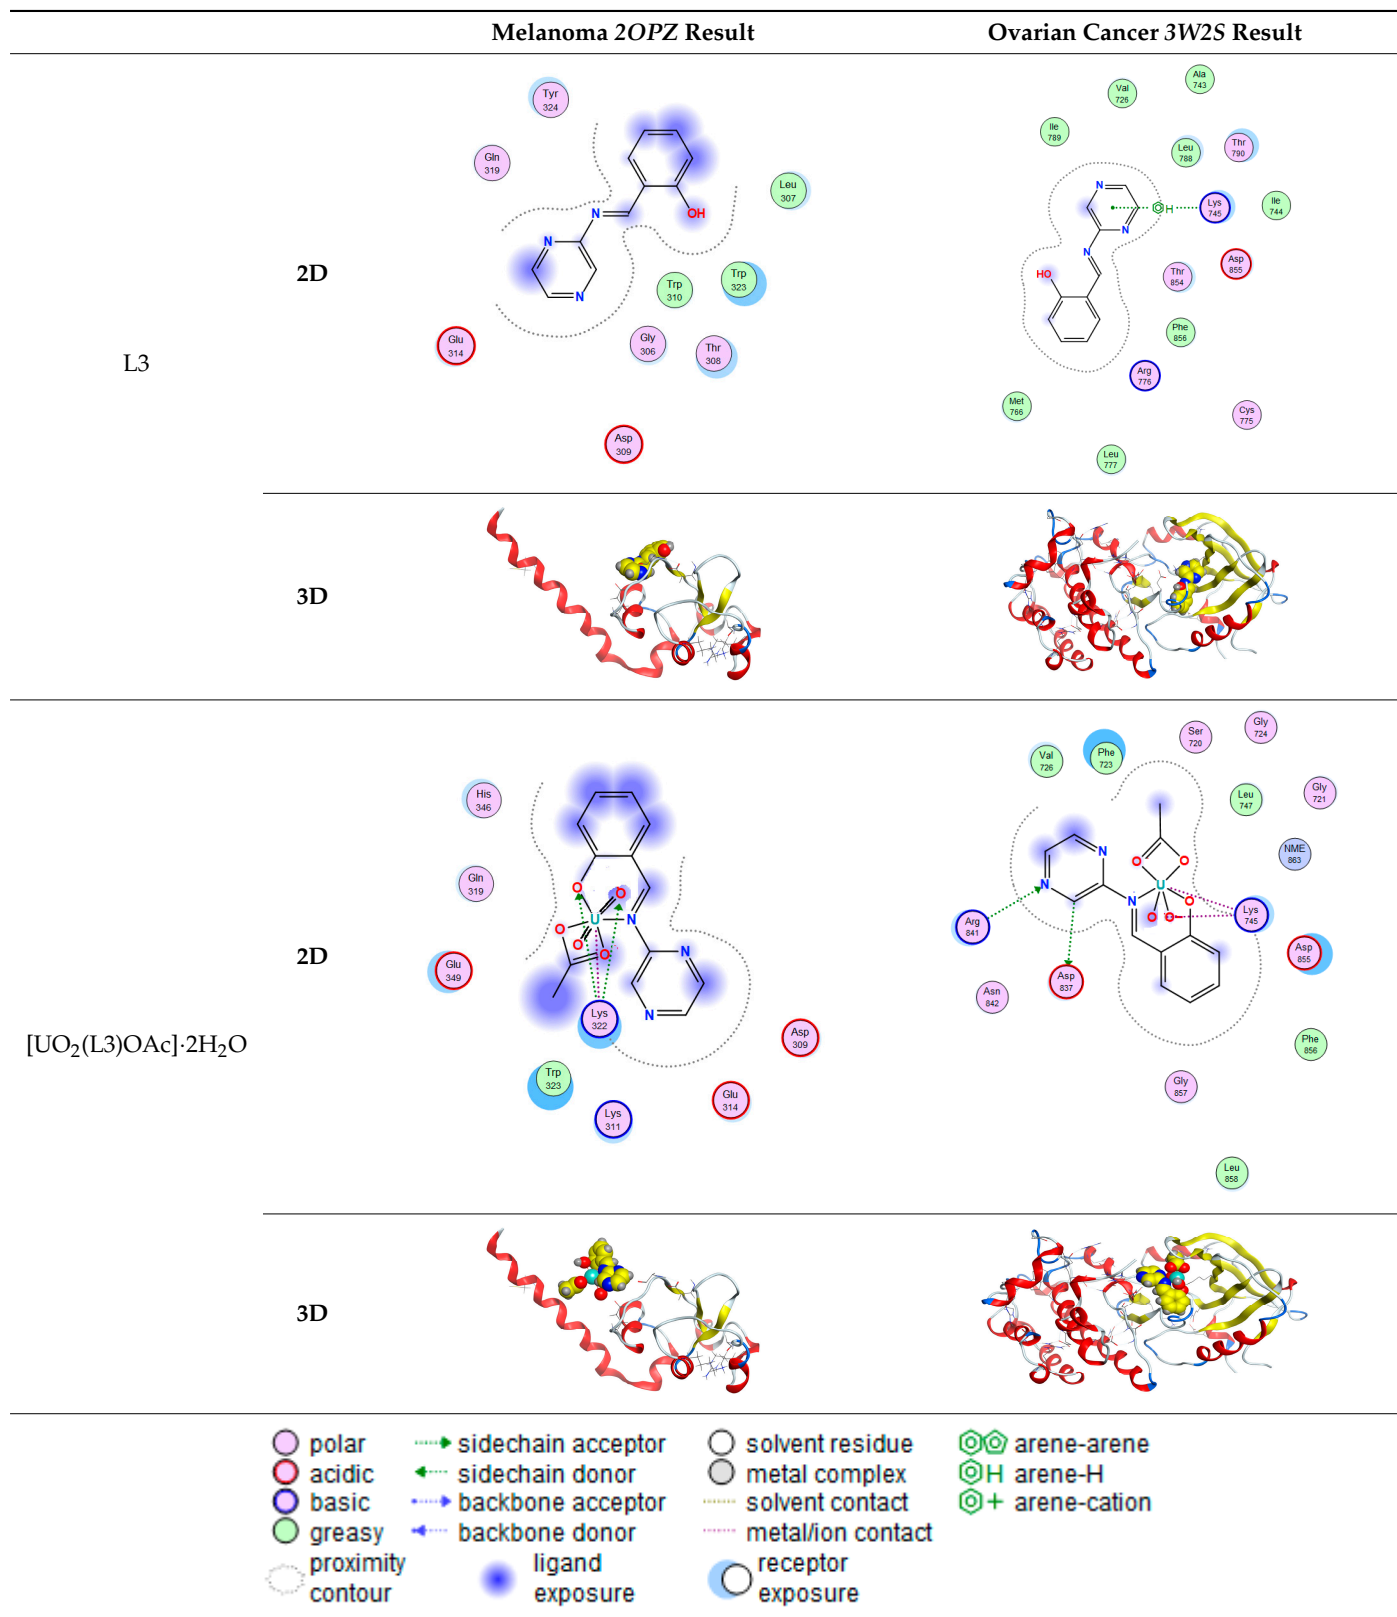 Melanoma 2OPZ Result Ovarian Cancer 3W2S Result
L3
2D
Tyr 324
Gln 319
Leu 307
Trp 323
Trp 310
Gly 306
Thr 308
Glu 314
Asp 309
N
N
N
OH
Ala 743
Val 726
Ile 789
Leu 788
Thr 790
Lys 745
Ile 744
Asp 855
Thr 854
Phe 856
Arg 776
Met 766
Cys 775
Leu 777
N
N
N
HO
H
3D
[UO2(L3)OAc]·2H2O
2D
His 346
Gln 319
Glu 349
Lys 322
Trp 323
Lys 311
Glu 314
Asp 309
O
O
U
N
O
O
O
N
N
Ser 720
Gly 724
Val 726
Phe 723
Leu 747
Gly 721
NME 863
Lys 745
Arg 841
Asp 855
Asp 837
Asn 842
Phe 856
Gly 857
Leu 858
N
N
O
O
U
N
O
O
O
3D
polar sidechain acceptor solvent residue arene-arene
acidic sidechain donor metal complex H arene-H
basic backbone acceptor solvent contact + arene-cation
greasy backbone donor metal/ion contact
proximity contour ligand exposure receptor exposure